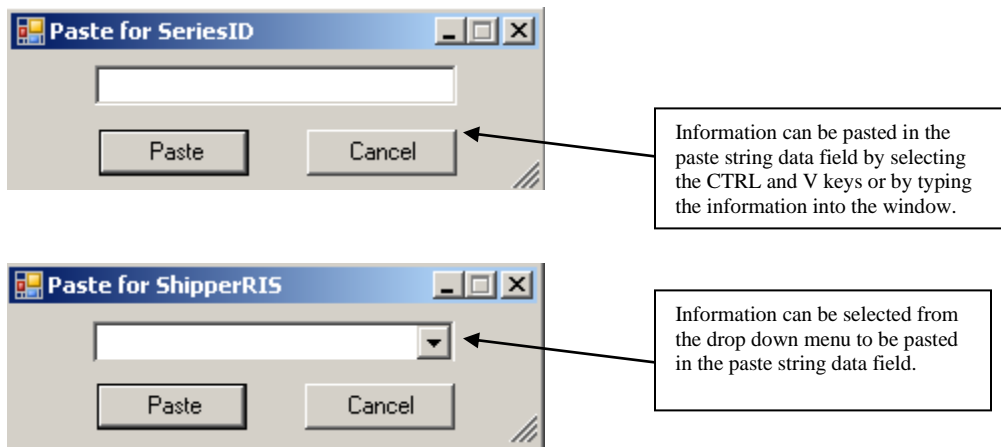 Paste for SeriesID
Paste
Cancel
Information can be pasted in the
paste string data field by selecting
the CTRL and V keys or by typing
the information into the window.
Paste for ShipperRIS
Information can be selected from
the drop down menu to be pasted
in the paste string data field.
Paste
Cancel